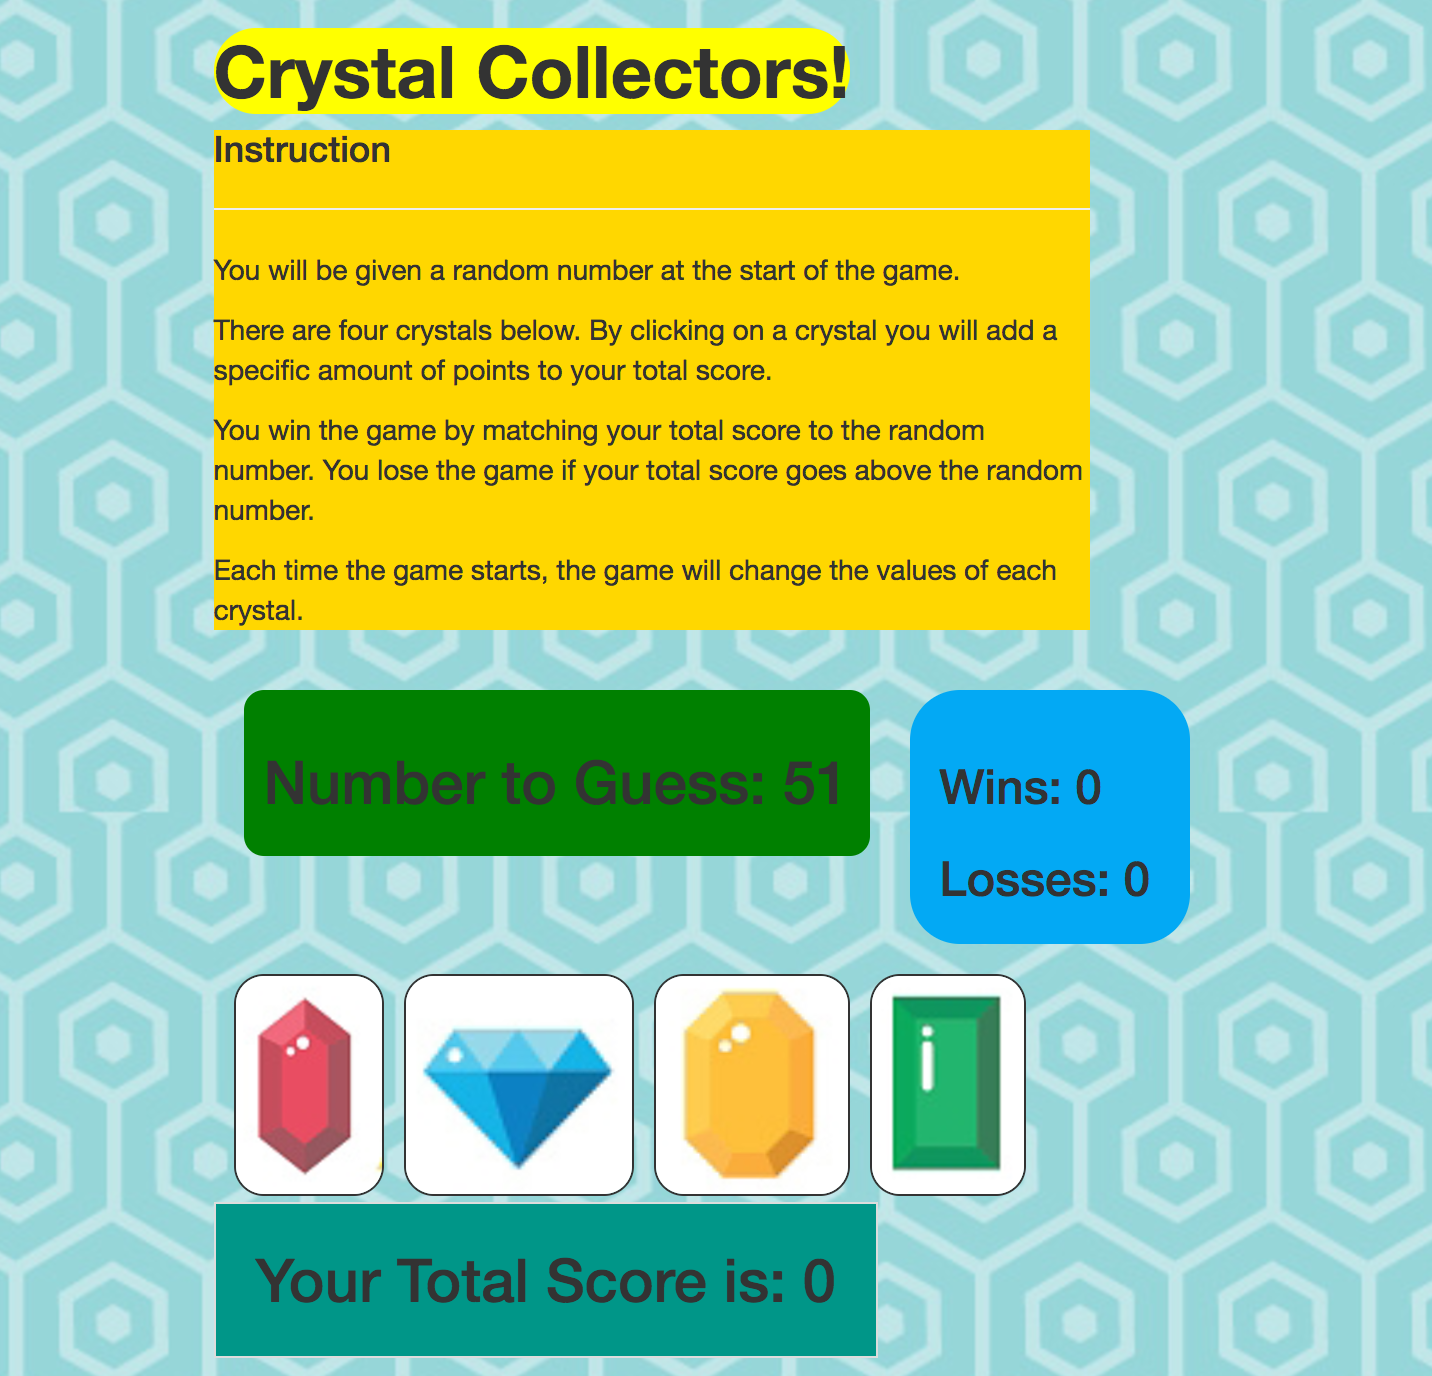 Crystal Collectors!
Instruction
You will be given a random number at the start of the game.
There are four crystals below. By clicking on a crystal you will add a
specific amount of points to your total score.
You win the game by matching your total score to the random
number. You lose the game if your total score goes above the random
number.
Each time the game starts, the game will change the values of each
crystal.
Number to Guess: 51
Wins: 0
Losses: 0
Your Total Score is: 0